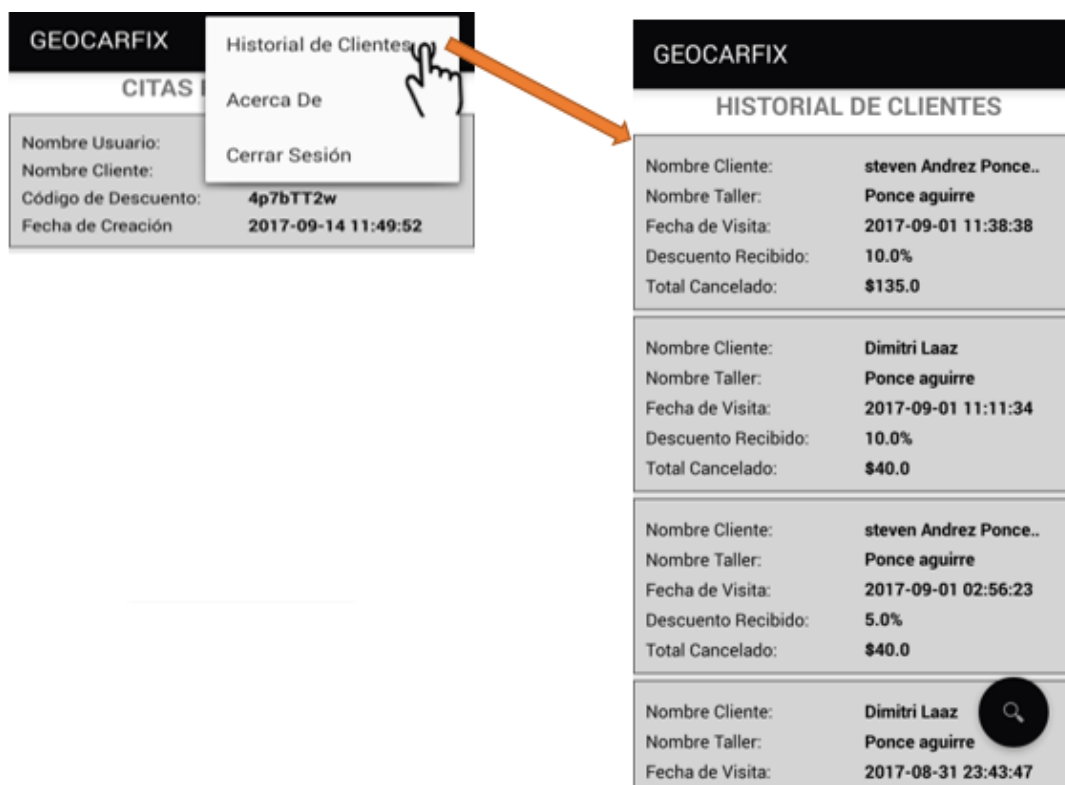 GEOCARFIX
Historial de Clientes
Acerca De
Cerrar Sesión
CITAS
Nombre Usuario:
Nombre Cliente:
Código de Descuento: 4p7bTT2w
Fecha de Creación 2017-09-14 11:49:52
GEOCARFIX
HISTORIAL DE CLIENTES
Nombre Cliente: steven Andrez Ponce..
Nombre Taller: Ponce aguirre
Fecha de Visita: 2017-09-01 11:38:38
Descuento Recibido: 10.0%
Total Cancelado: $135.0
Nombre Cliente: Dimitri Laaz
Nombre Taller: Ponce aguirre
Fecha de Visita: 2017-09-01 11:11:34
Descuento Recibido: 10.0%
Total Cancelado: $40.0
Nombre Cliente: steven Andrez Ponce..
Nombre Taller: Ponce aguirre
Fecha de Visita: 2017-09-01 02:56:23
Descuento Recibido: 5.0%
Total Cancelado: $40.0
Nombre Cliente: Dimitri Laaz
Nombre Taller: Ponce aguirre
Fecha de Visita: 2017-08-31 23:43:47